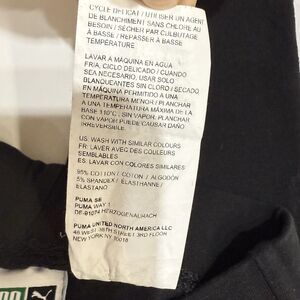 CYCLE DÉLICAT / UTILISER UN AGENT
DE BLANCHIMENT SANS CHLORE AU
BESOIN / SÉCHER PAR CULBUTAGE
À BASSE / REPASSER À BASSE
TEMPÉRATURE
LAVAR A MÁQUINA EN AGUA
FRÍA, CICLO DELICADO / CUANDO
SEA NECESARIO, USAR SOLO
BLANQUEANTES SIN CLORO / SECADO
EN MÁQUINA PERMITIDO A UNA
TEMPERATURA MENOR / PLANCHAR
A UNA TEMPERATURA MÁXIMA DE LA
BASE 110°C, SIN VAPOR, PLANCHAR
CON VAPOR PUEDE CAUSAR DAÑO
IRREVERSIBLE.
US: WASH WITH SIMILAR COLOURS
FR: LAVER AVEC DES COULEURS
SEMBLABLES
ES: LAVAR CON COLORES SIMILARES
95% COTTON / COTON / ALGODÓN
5% SPANDEX / ÉLASTHANNE /
ELASTANO
PUMA SE
PUMA WAY 1
DE-91074 HERZOGENAURACH
PUMA UNITED NORTH AMERICA LLC
38TH STREET 3RD FLOOR
NEW YORK NY 10018